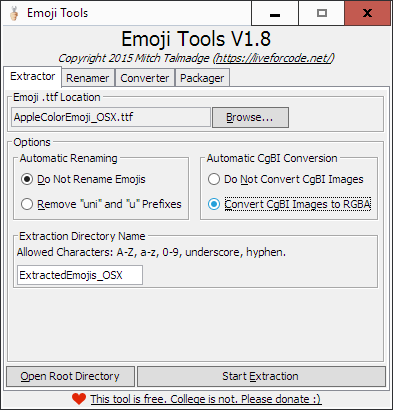 Emoji Tools
Emoji Tools V1.8
Copyright 2015 Mitch Talmadge (https://liveforcode.net/)
Extractor Renamer Converter Packager
Emoji .ttf Location
AppleColorEmoji_OSX.ttf Browse...
Options
Automatic Renaming Automatic CgBI Conversion
Do Not Rename Emojis Do Not Convert CgBI Images
Remove "uni" and "u" Prefixes Convert CgBI Images to RGBA
Extraction Directory Name
Allowed Characters: A-Z, a-z, 0-9, underscore, hyphen.
ExtractedEmojis_OSX
Open Root Directory Start Extraction
This tool is free. College is not. Please donate :)